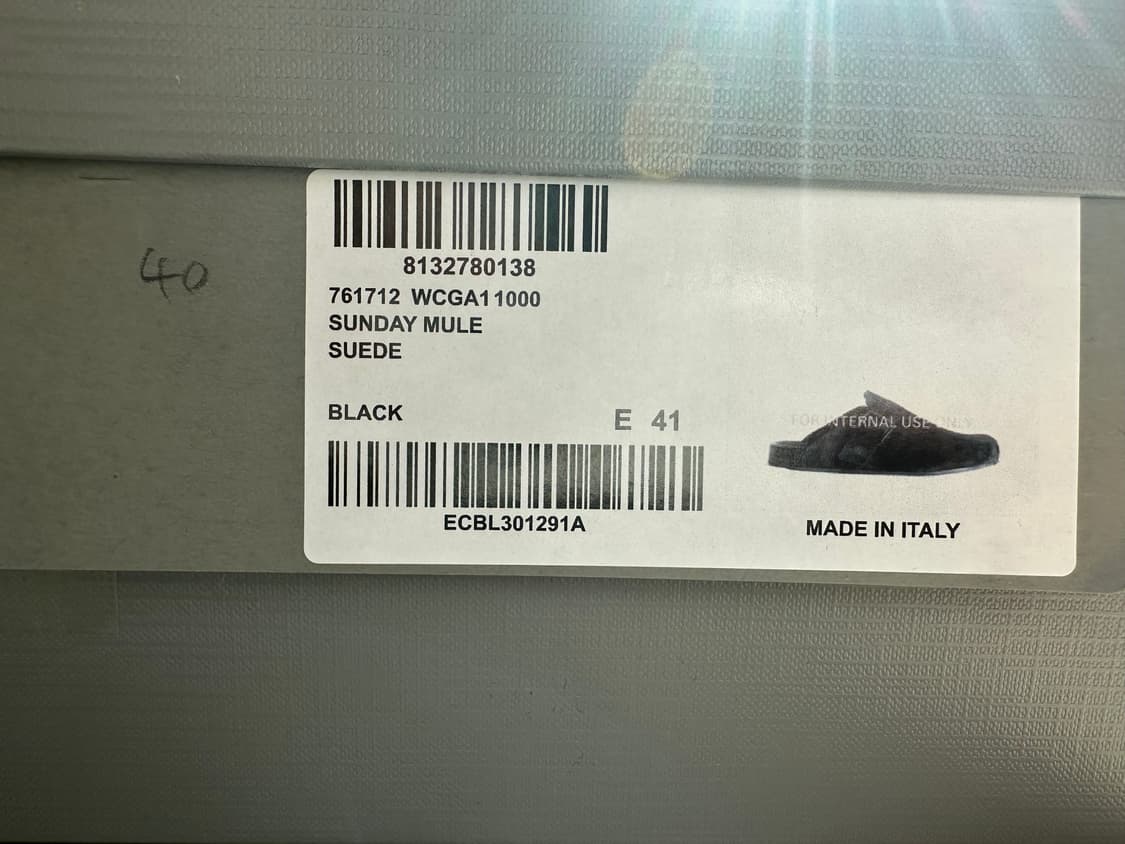 40
8132780138
761712 WCGA11000
SUNDAY MULE
SUEDE
BLACK
E 41
FOR INTERNAL USE ONLY
ECBL301291A
MADE IN ITALY